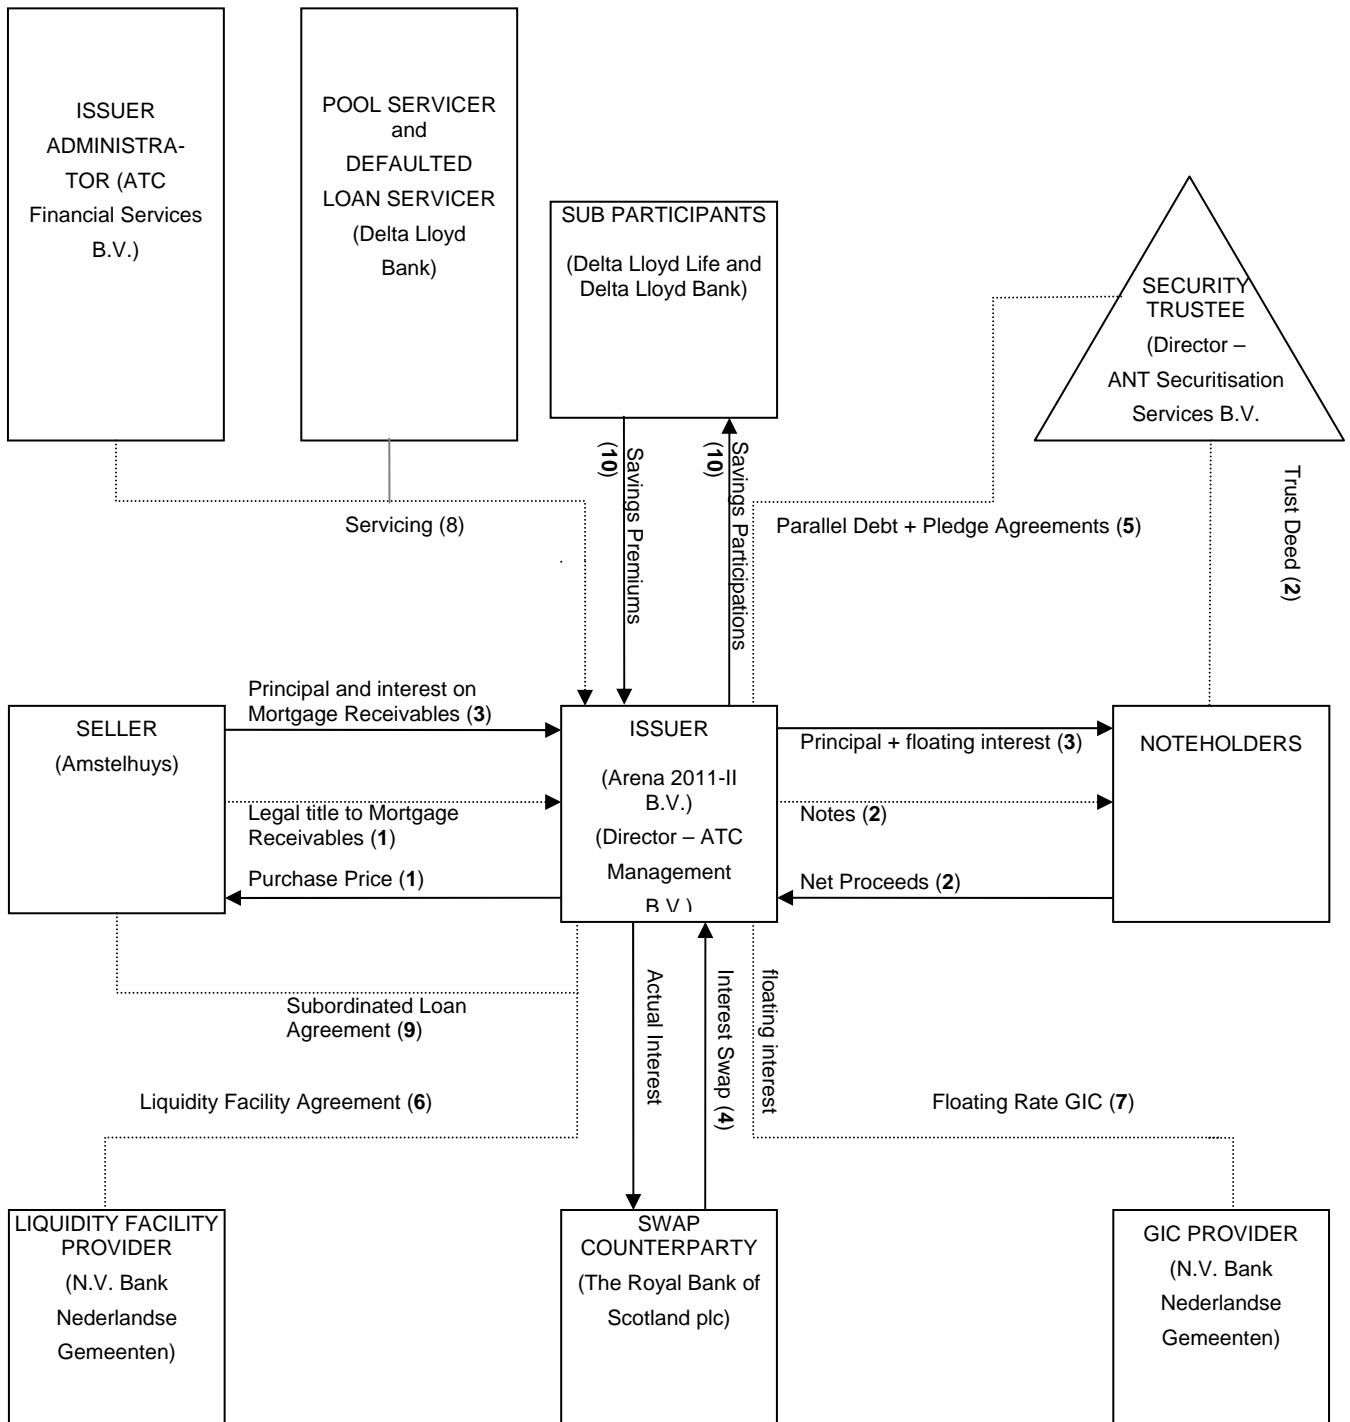 ISSUER
ADMINISTRA-
TOR (ATC
Financial Services
B.V.)
POOL SERVICER
and
DEFAULTED
LOAN SERVICER
(Delta Lloyd
Bank)
SUB PARTICIPANTS
(Delta Lloyd Life and
Delta Lloyd Bank)
SECURITY
TRUSTEE
(Director –
ANT Securitisation
Services B.V.
Servicing (8)
Savings Premiums
(10)
Savings Participations
(10)
Parallel Debt + Pledge Agreements (5)
Trust Deed (2)
SELLER
(Amstelhuys)
Principal and interest on
Mortgage Receivables (3)
Legal title to Mortgage
Receivables (1)
Purchase Price (1)
ISSUER
(Arena 2011-II
B.V.)
(Director – ATC
Management
B.V.)
Principal + floating interest (3)
Notes (2)
Net Proceeds (2)
NOTEHOLDERS
Subordinated Loan
Agreement (9)
Actual Interest
Interest Swap (4)
floating interest
Liquidity Facility Agreement (6)
Floating Rate GIC (7)
LIQUIDITY FACILITY
PROVIDER
(N.V. Bank
Nederlandse
Gemeenten)
SWAP
COUNTERPARTY
(The Royal Bank of
Scotland plc)
GIC PROVIDER
(N.V. Bank
Nederlandse
Gemeenten)